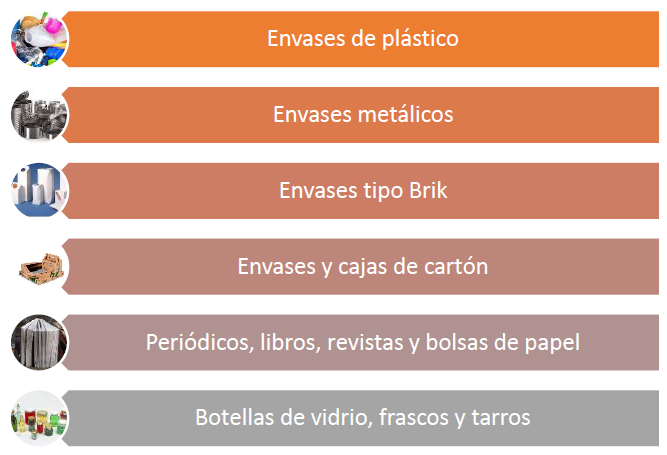 Envases de plástico
Envases metálicos
Envases tipo Brik
Envases y cajas de cartón
Periódicos, libros, revistas y bolsas de papel
Botellas de vidrio, frascos y tarros